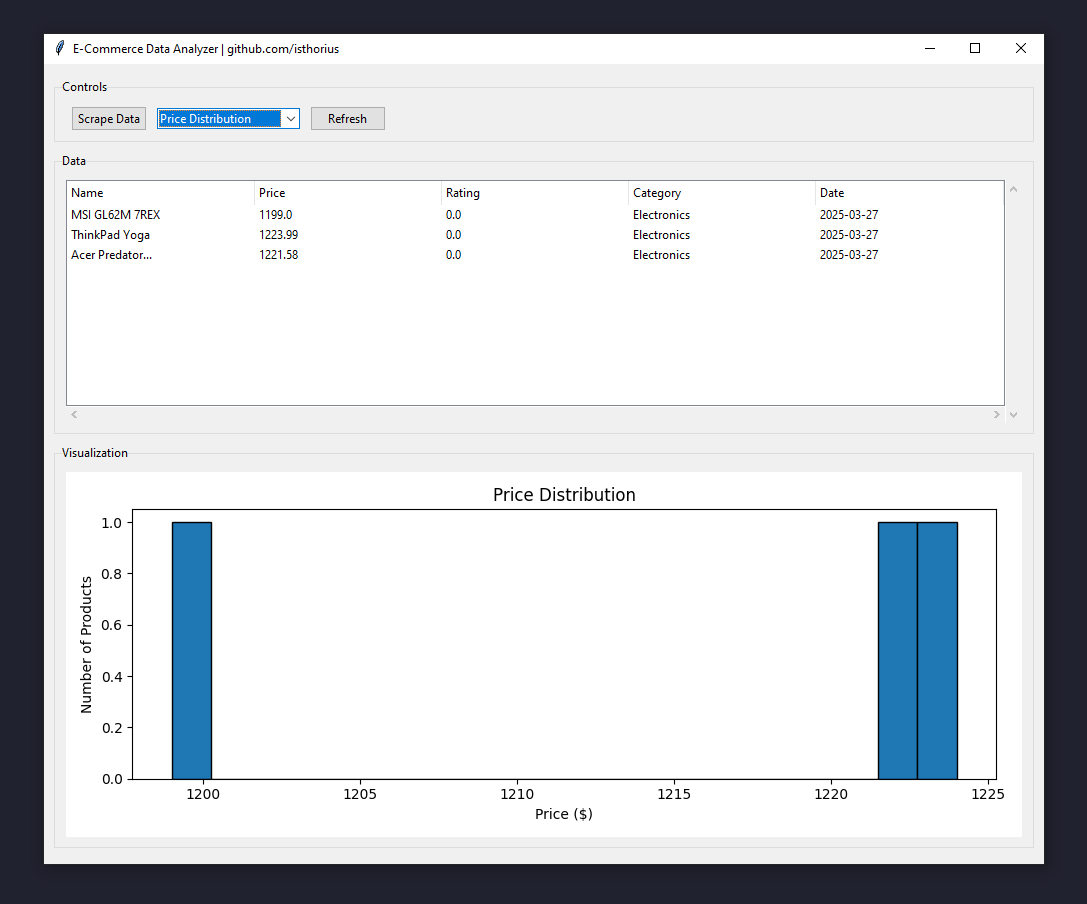 E-Commerce Data Analyzer | github.com/isthorius
Controls
Scrape Data Price Distribution Refresh
Data
Name Price Rating Category Date
MSI GL62M 7REX 1199.0 0.0 Electronics 2025-03-27
ThinkPad Yoga 1223.99 0.0 Electronics 2025-03-27
Acer Predator... 1221.58 0.0 Electronics 2025-03-27
Visualization
Price Distribution
Number of Products
1.0
0.8
0.6
0.4
0.2
0.0
1200 1205 1210 1215 1220 1225
Price ($)